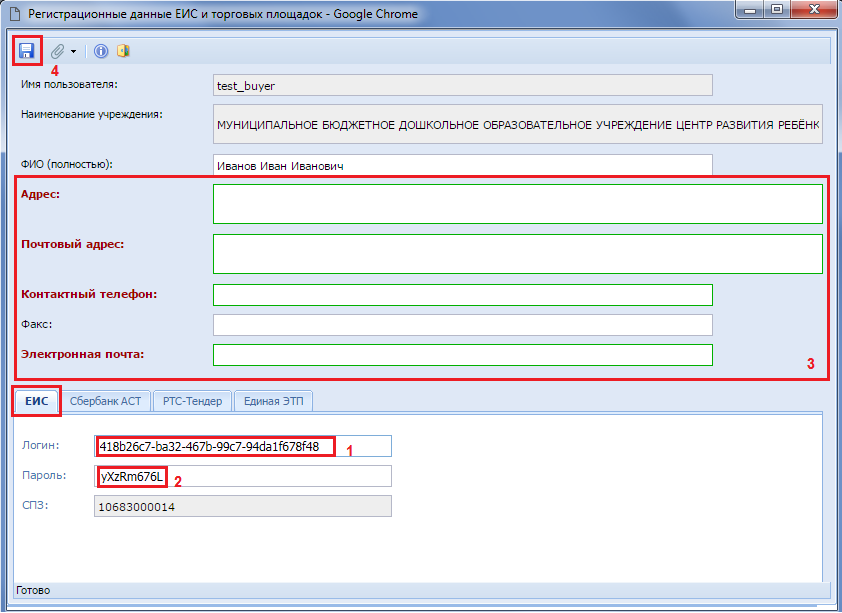 Регистрационные данные ЕИС и торговых площадок - Google Chrome
4
Имя пользователя: test_buyer
Наименование учреждения: МУНИЦИПАЛЬНОЕ БЮДЖЕТНОЕ ДОШКОЛЬНОЕ ОБРАЗОВАТЕЛЬНОЕ УЧРЕЖДЕНИЕ ЦЕНТР РАЗВИТИЯ РЕБЁНК
ФИО (полностью): Иванов Иван Иванович
Адрес:
Почтовый адрес:
Контактный телефон:
Факс:
Электронная почта:
3
ЕИС Сбербанк АСТ РТС-Тендер Единая ЭТП
Логин: 418b26c7-ba32-467b-99c7-94da1f678f48 1
Пароль: yXzRm676L 2
СПЗ: 10683000014
Готово